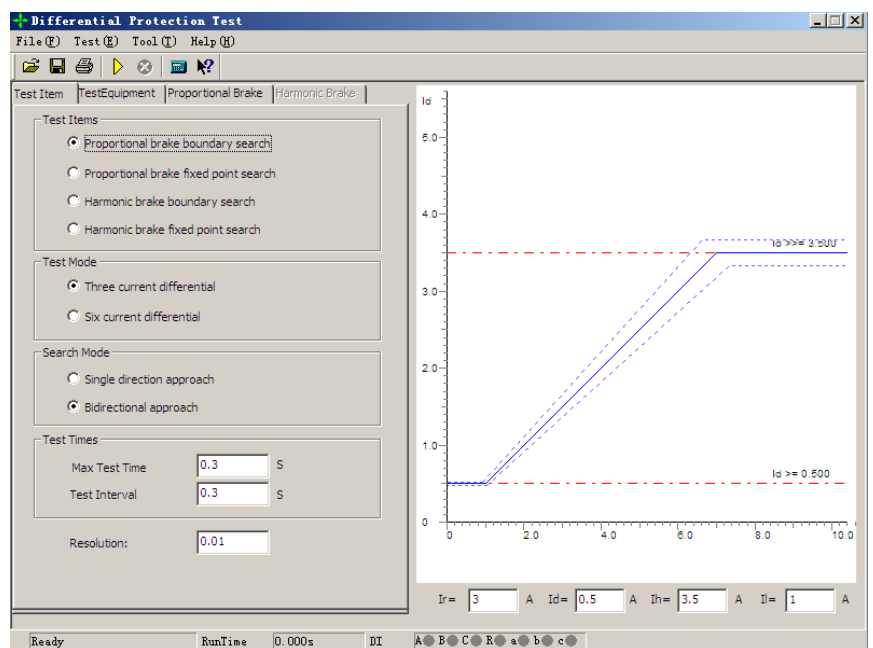 Differential Protection Test
File(F) Test(E) Tool(T) Help(H)
Test Item TestEquipment Proportional Brake Harmonic Brake
Test Items
Proportional brake boundary search
Proportional brake fixed point search
Harmonic brake boundary search
Harmonic brake fixed point search
Test Mode
Three current differential
Six current differential
Search Mode
Single direction approach
Bidirectional approach
Test Times
Max Test Time 0.3 S
Test Interval 0.3 S
Resolution: 0.01
Id
5.0
4.0
Id >>= 3.500
3.0
2.0
1.0
Id >= 0.500
0
0 2.0 4.0 6.0 8.0 10.0
Ir= 3 A Id= 0.5 A Ih= 3.5 A Il= 1 A
Ready RunTime 0.000s DI A B C R a b c